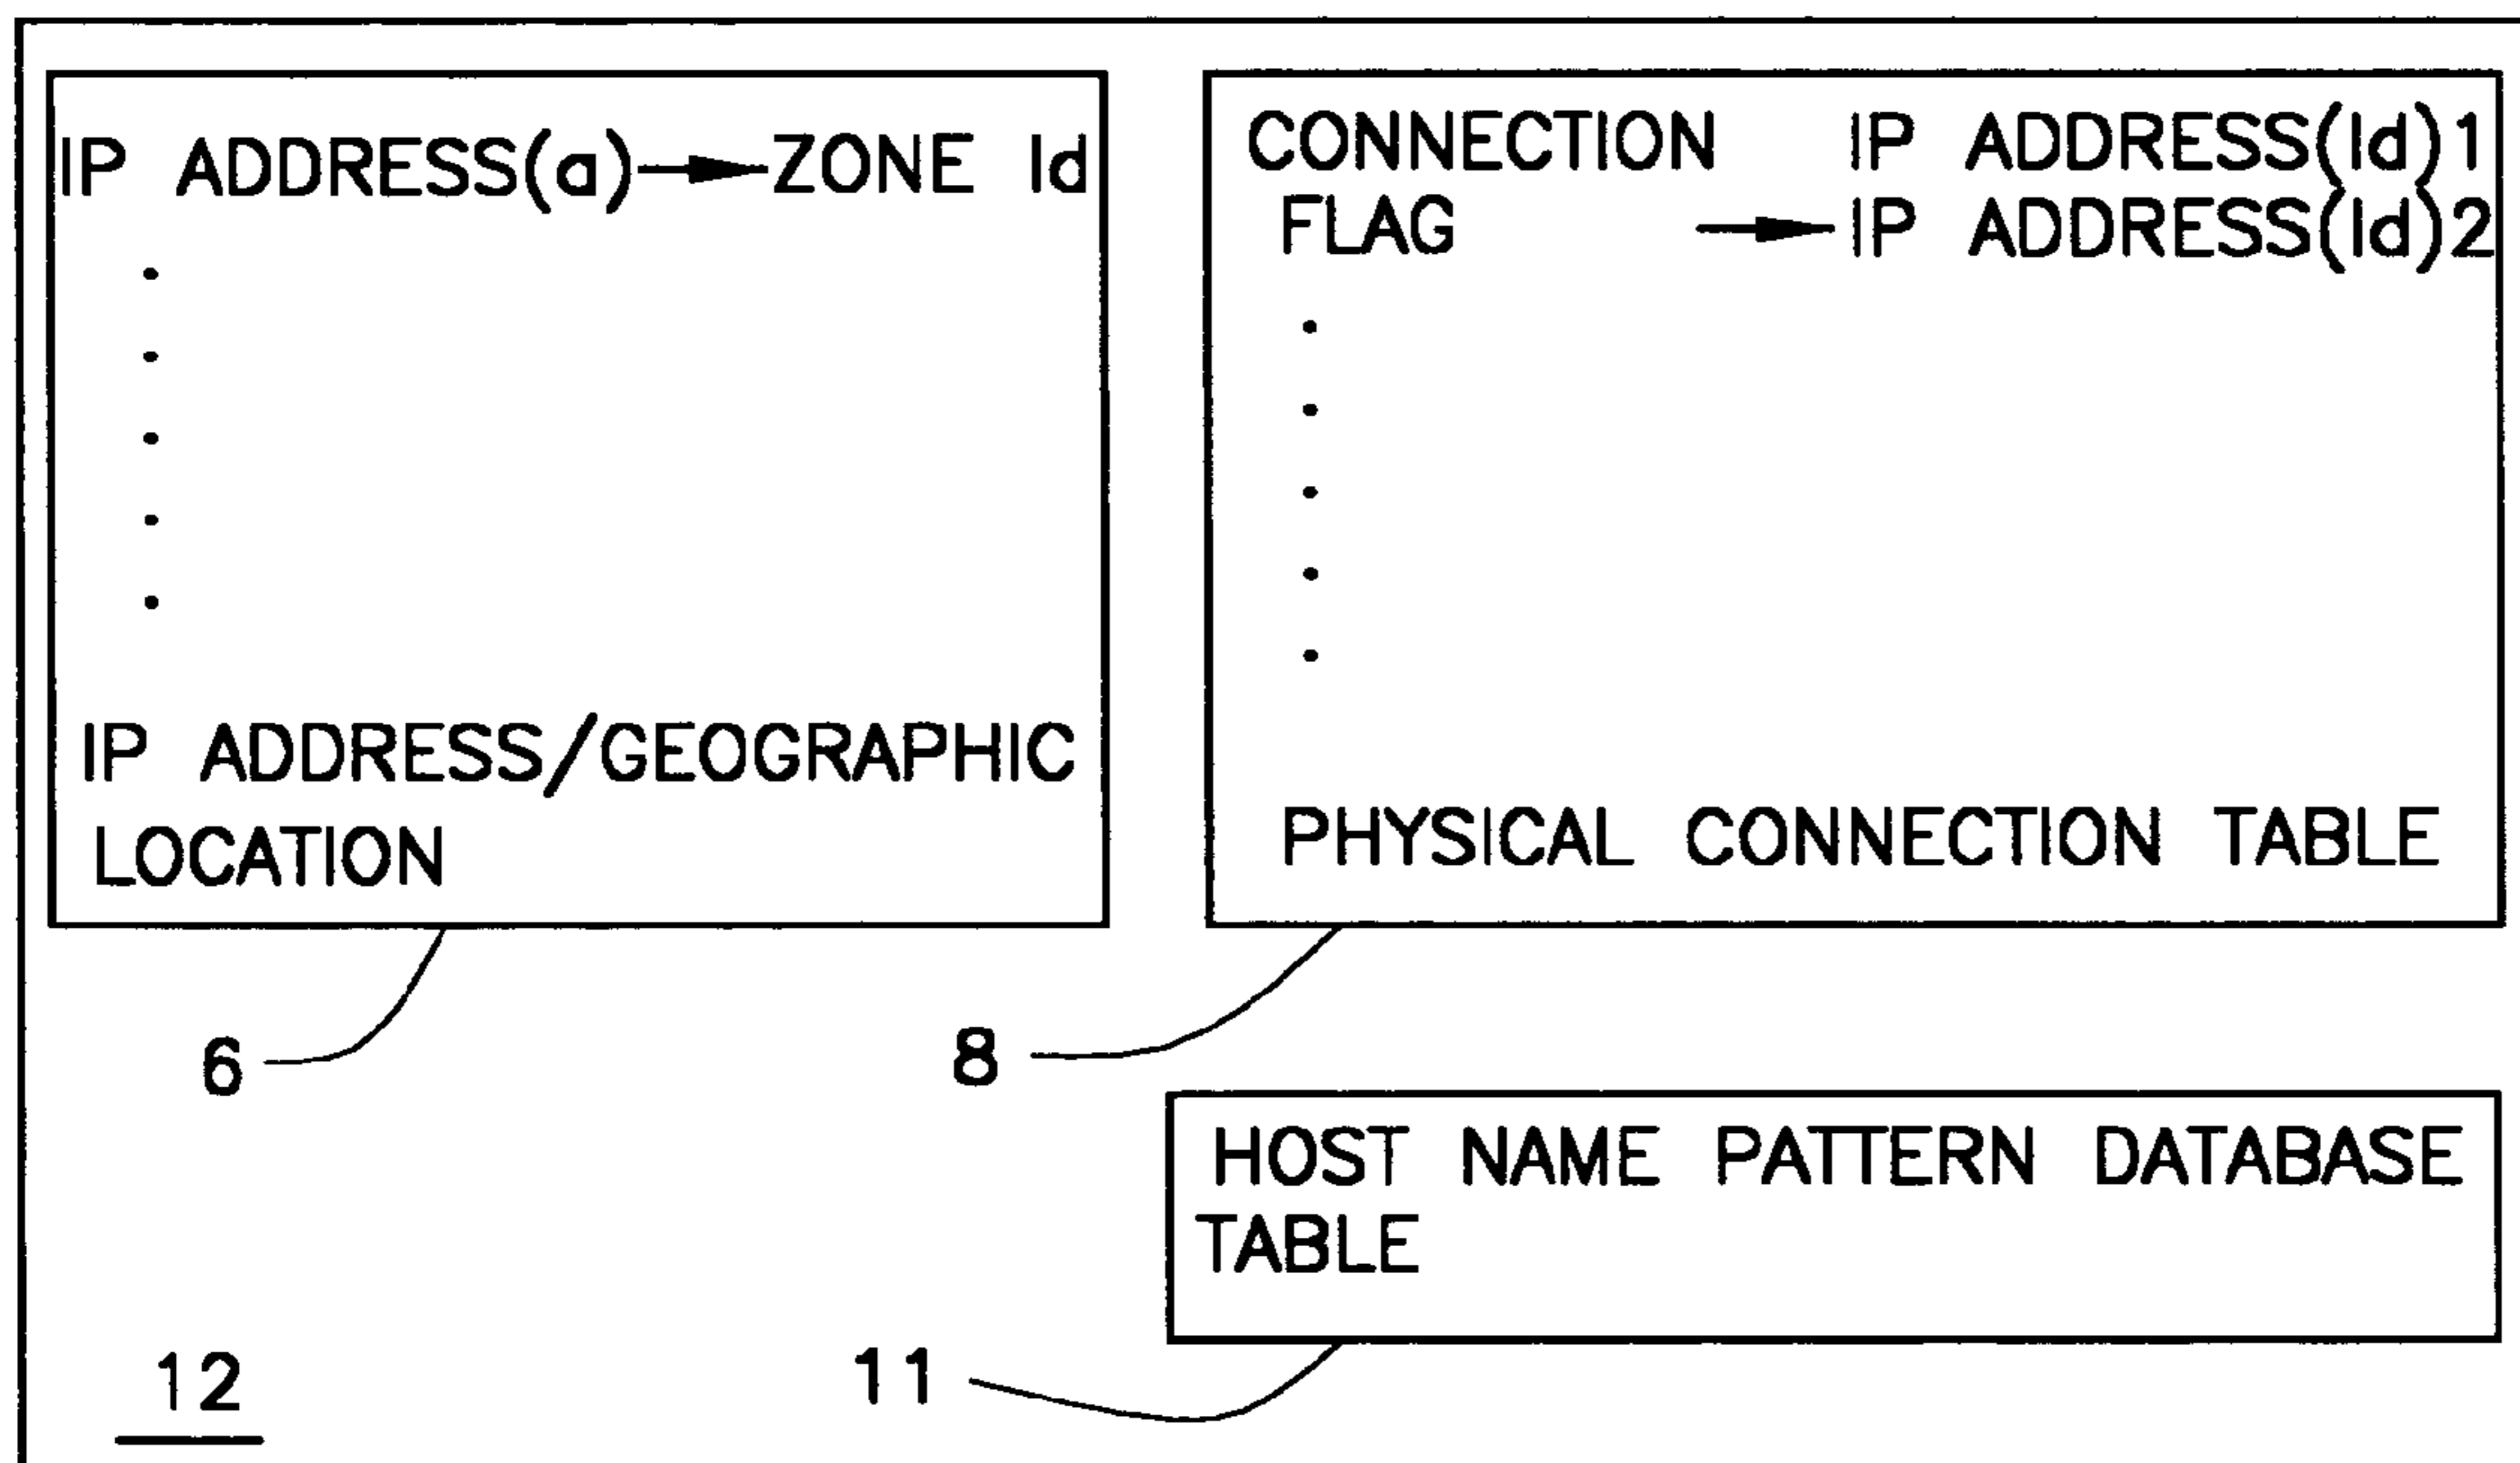 IP ADDRESS(a) ZONE Id
IP ADDRESS/GEOGRAPHIC
LOCATION
CONNECTION IP ADDRESS(Id)1
FLAG IP ADDRESS(Id)2
PHYSICAL CONNECTION TABLE
6
8
HOST NAME PATTERN DATABASE
TABLE
11
12